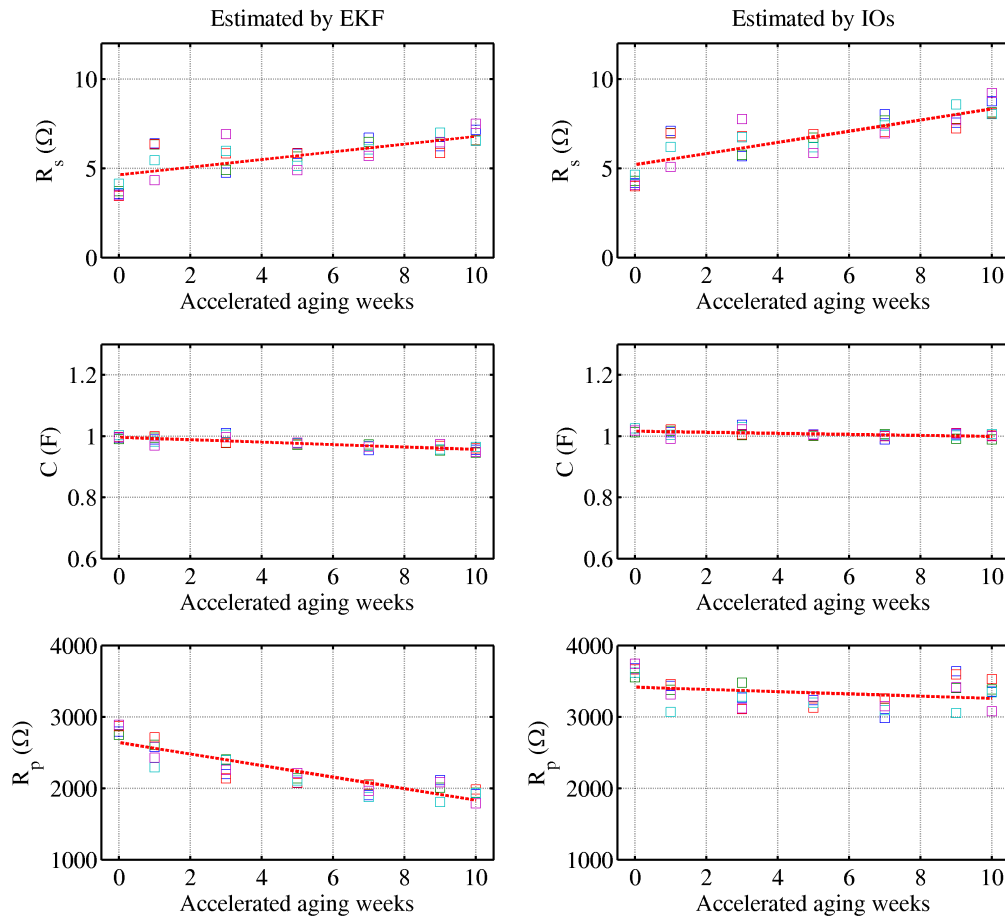 Estimated by EKF
Estimated by IOs
10
5
0
R_s (Ω)
0 2 4 6 8 10
Accelerated aging weeks
10
5
0
R_s (Ω)
0 2 4 6 8 10
Accelerated aging weeks
1.2
1
0.8
0.6
C (F)
0 2 4 6 8 10
Accelerated aging weeks
1.2
1
0.8
0.6
C (F)
0 2 4 6 8 10
Accelerated aging weeks
4000
3000
2000
1000
R_p (Ω)
0 2 4 6 8 10
Accelerated aging weeks
4000
3000
2000
1000
R_p (Ω)
0 2 4 6 8 10
Accelerated aging weeks